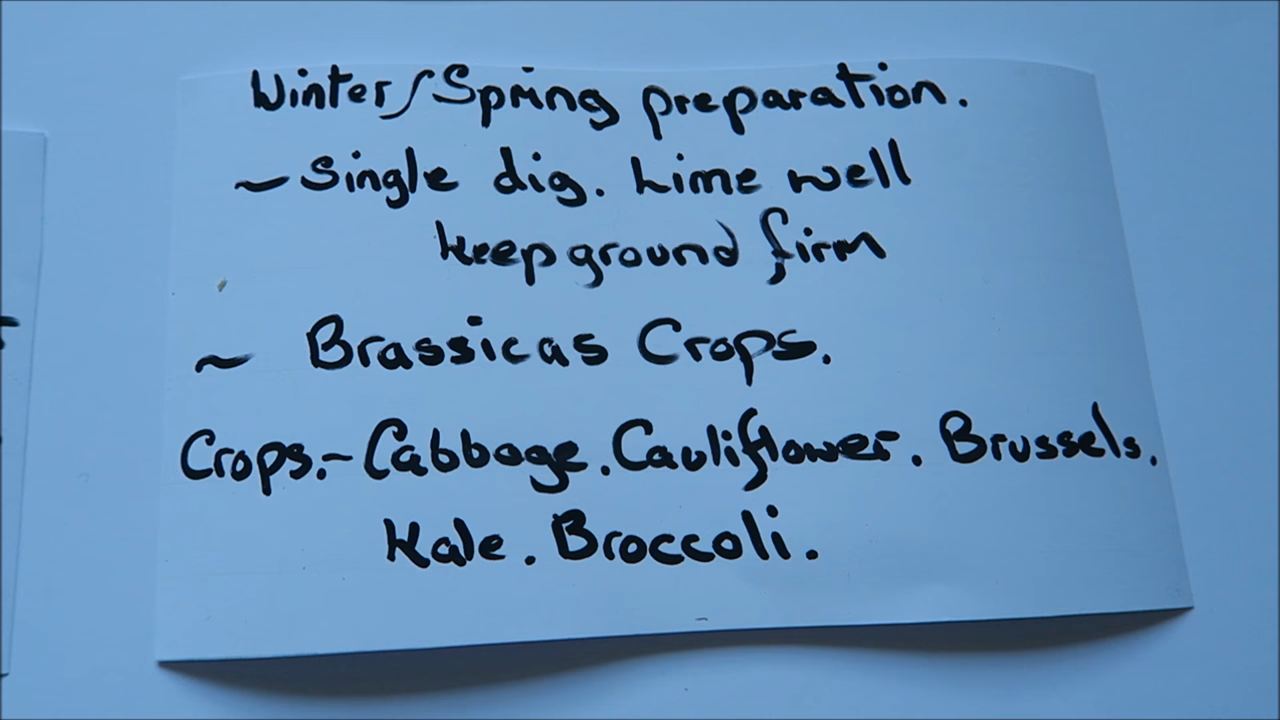 Winter/Spring preparation.
~ Single dig. Lime well
keep ground firm
~ Brassicas Crops.
Crops.- Cabbage. Cauliflower. Brussels.
Kale. Broccoli.